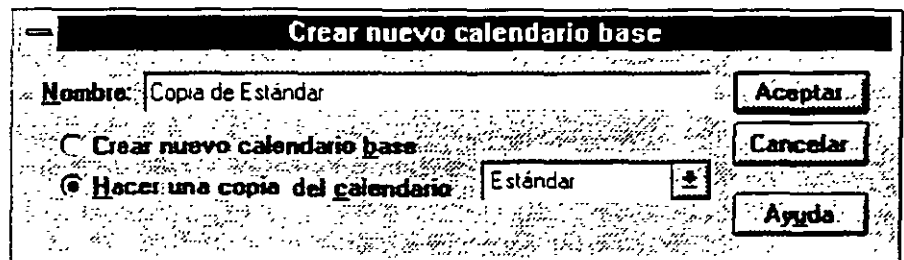 Crear nuevo calendario base
Nombre: Copia de Estándar
Aceptar
Crear nuevo calendario base
Cancelar
Hacer una copia del calendario Estándar
Ayuda